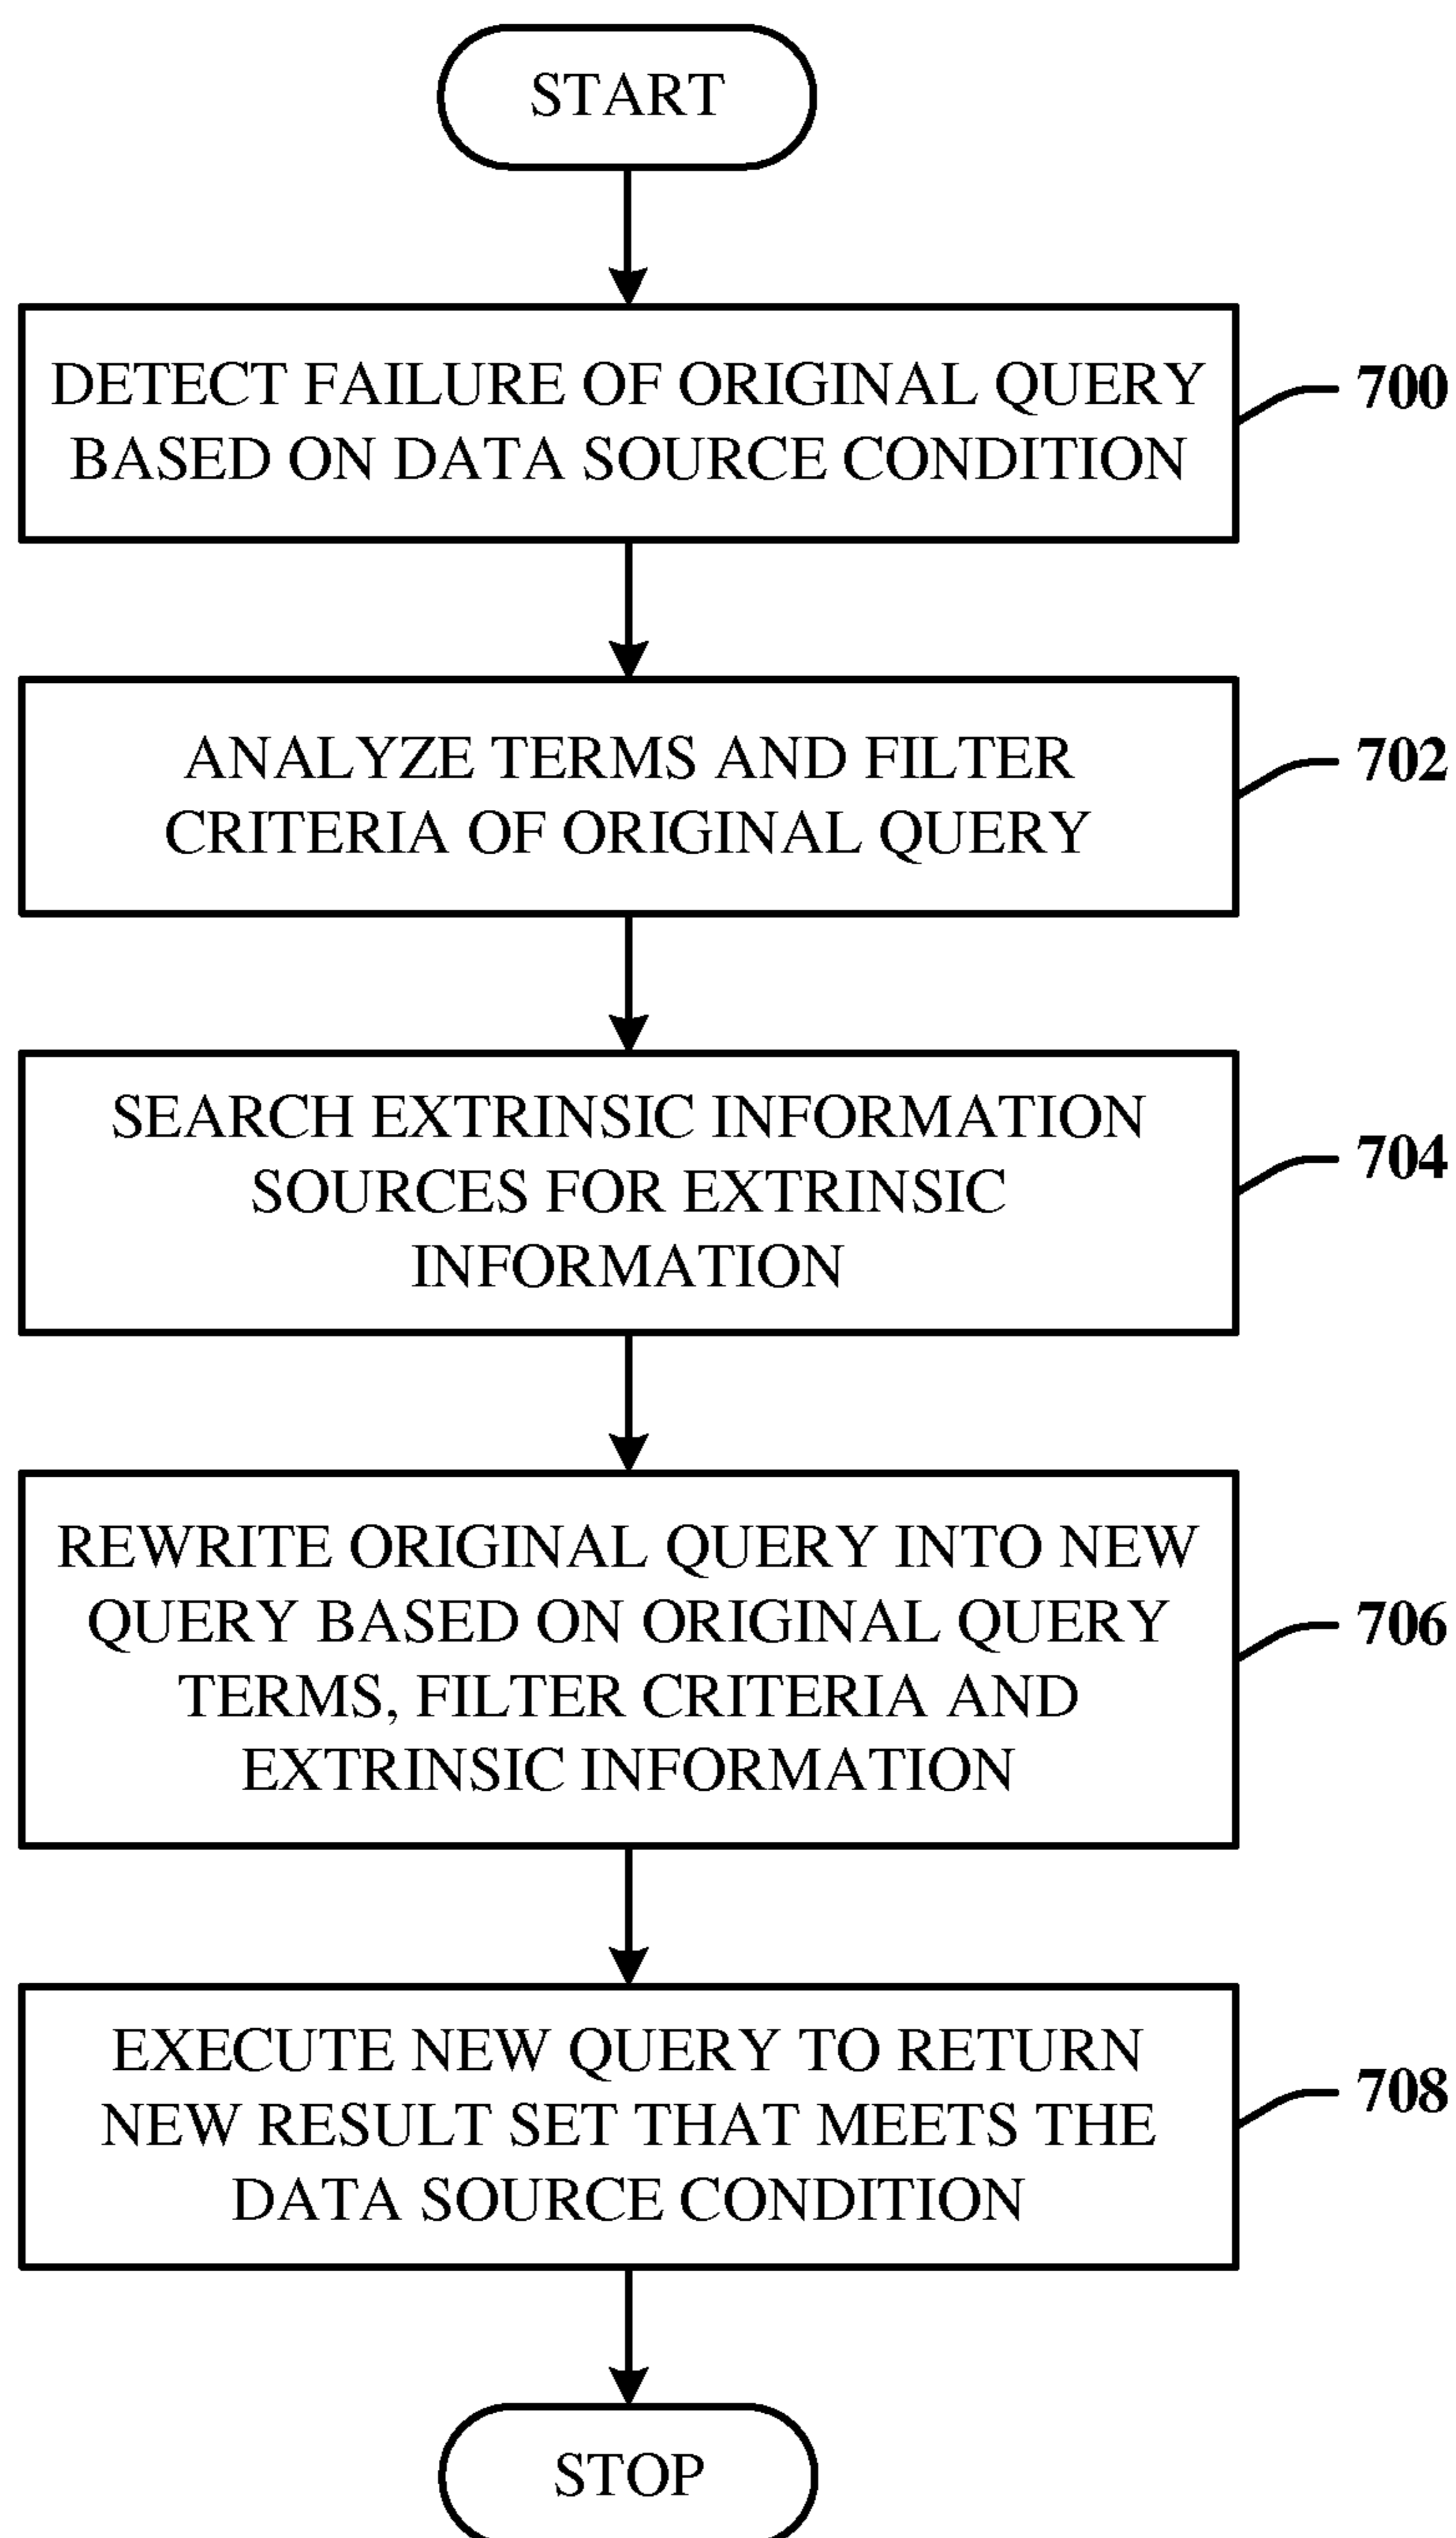 START
DETECT FAILURE OF ORIGINAL QUERY
BASED ON DATA SOURCE CONDITION
700
ANALYZE TERMS AND FILTER
CRITERIA OF ORIGINAL QUERY
702
SEARCH EXTRINSIC INFORMATION
SOURCES FOR EXTRINSIC
INFORMATION
704
REWRITE ORIGINAL QUERY INTO NEW
QUERY BASED ON ORIGINAL QUERY
TERMS, FILTER CRITERIA AND
EXTRINSIC INFORMATION
706
EXECUTE NEW QUERY TO RETURN
NEW RESULT SET THAT MEETS THE
DATA SOURCE CONDITION
708
STOP